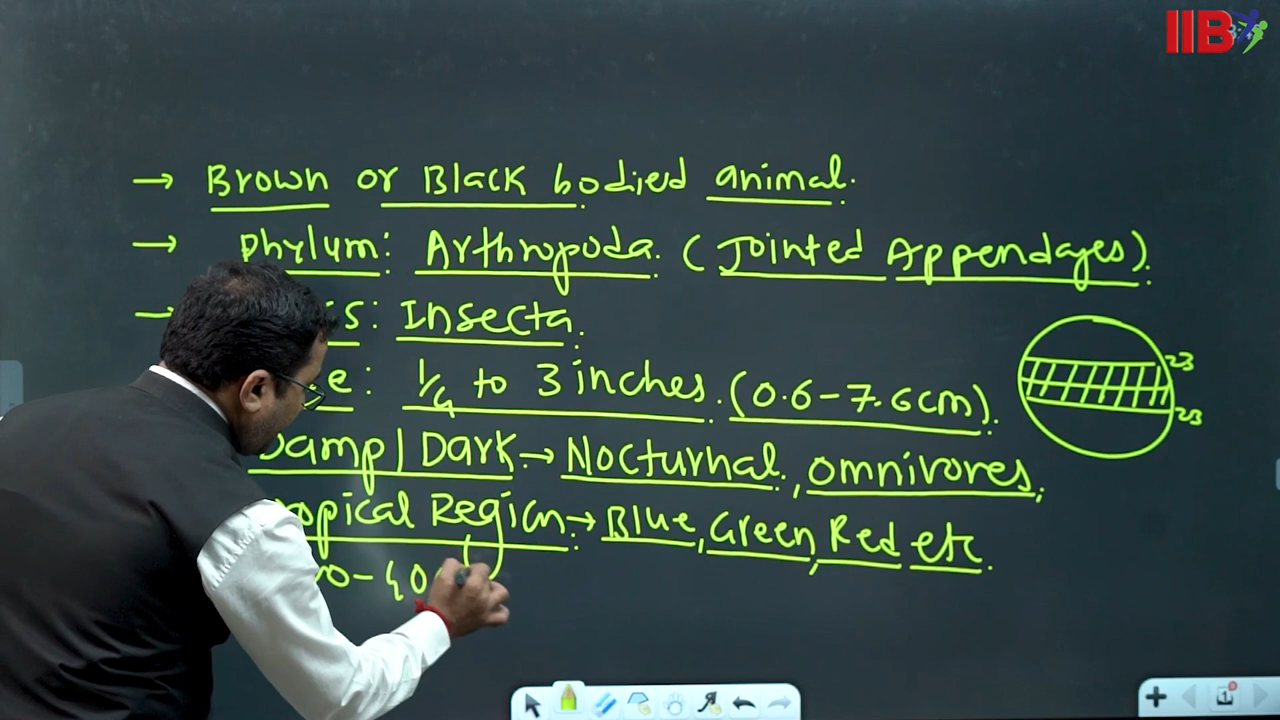 IIB
→ Brown or Black bodied animal.
→ Phylum: Arthropoda. (Jointed Appendages).
→ s: Insecta.
e: 1/4 to 3 inches. (0.6-7.6cm).
Damp/Dark → Nocturnal, omnivores,
opical Region. → Blue, Green, Red etc.
23
23
1